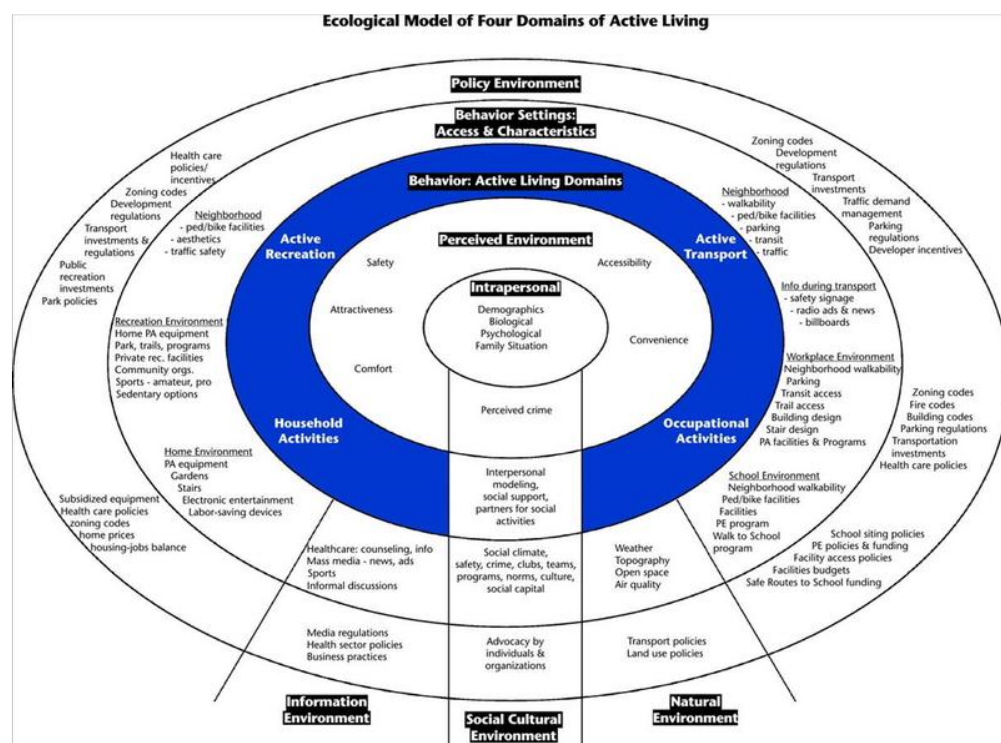 Ecological Model of Four Domains of Active Living
Policy Environment
Behavior Settings:
Access & Characteristics
Behavior: Active Living Domains
Perceived Environment
Intrapersonal
Demographics
Biological
Psychological
Family Situation
Safety
Attractiveness
Comfort
Accessibility
Convenience
Perceived crime
Active
Recreation
Active
Transport
Household
Activities
Occupational
Activities
Health care
policies/
incentives
Zoning codes
Development
regulations
Transport
investments &
regulations
Public
recreation
investments
Park policies
Neighborhood
- ped/bike facilities
- aesthetics
- traffic safety
Recreation Environment
Home PA equipment
Park, trails, programs
Private rec. facilities
Community orgs.
Sports - amateur, pro
Sedentary options
Home Environment
PA equipment
Gardens
Stairs
Electronic entertainment
Labor-saving devices
Subsidized equipment
Health care policies
zoning codes
home prices
housing-jobs balance
Zoning codes
Development
regulations
Transport
investments
Traffic demand
management
Parking
regulations
Developer incentives
Neighborhood
- walkability
- ped/bike facilities
- parking
- transit
- traffic
Info during transport
- safety signage
- radio ads & news
- billboards
Workplace Environment
Neighborhood walkability
Parking
Transit access
Trail access
Building design
Stair design
PA facilities & Programs
Zoning codes
Fire codes
Building codes
Parking regulations
Transportation
investments
Health care policies
School Environment
Neighborhood walkability
Ped/bike facilities
Facilities
PE program
Walk to School
program
School siting policies
PE policies & funding
Facility access policies
Facilities budgets
Safe Routes to School funding
Interpersonal
modeling,
social support,
partners for social
activities
Healthcare: counseling, info
Mass media - news, ads
Sports
Informal discussions
Social climate,
safety, crime, clubs, teams,
programs, norms, culture,
social capital
Weather
Topography
Open space
Air quality
Media regulations
Health sector policies
Business practices
Advocacy by
individuals &
organizations
Transport policies
Land use policies
Information
Environment
Social Cultural
Environment
Natural
Environment